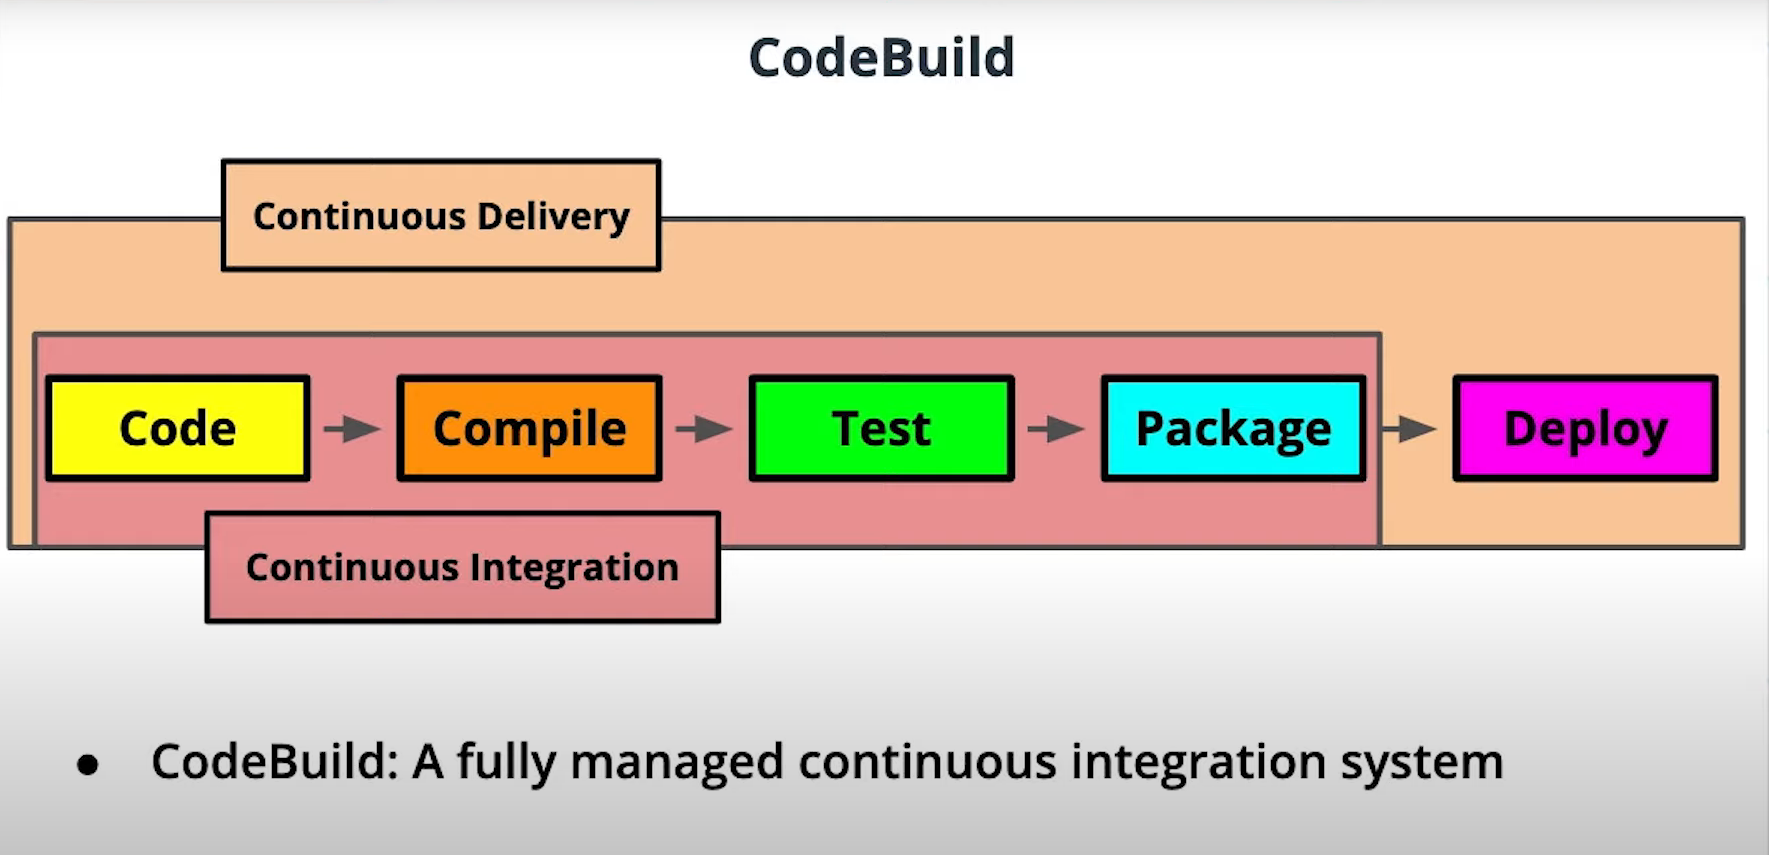 CodeBuild
Continuous Delivery
Code
Compile
Test
Package
Deploy
Continuous Integration
● CodeBuild: A fully managed continuous integration system